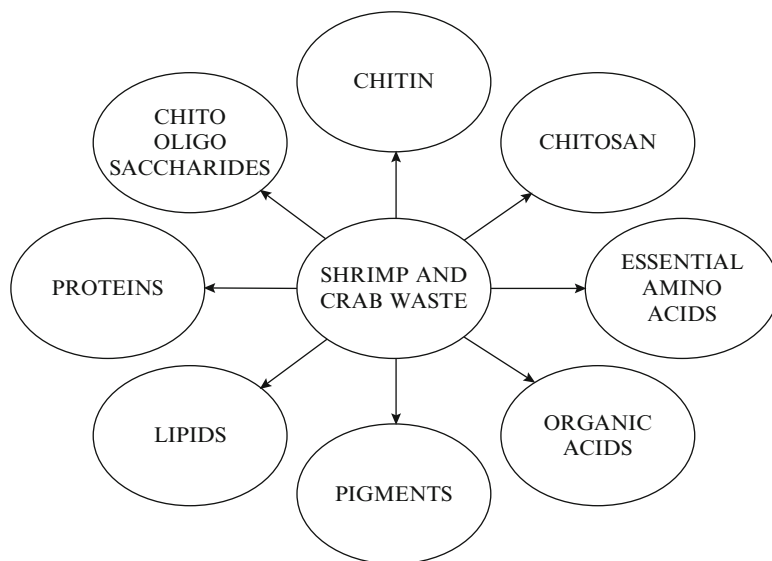 CHITIN
CHITO
OLIGO
SACCHARIDES
CHITOSAN
SHRIMP AND
CRAB WASTE
PROTEINS
ESSENTIAL
AMINO
ACIDS
LIPIDS
ORGANIC
ACIDS
PIGMENTS